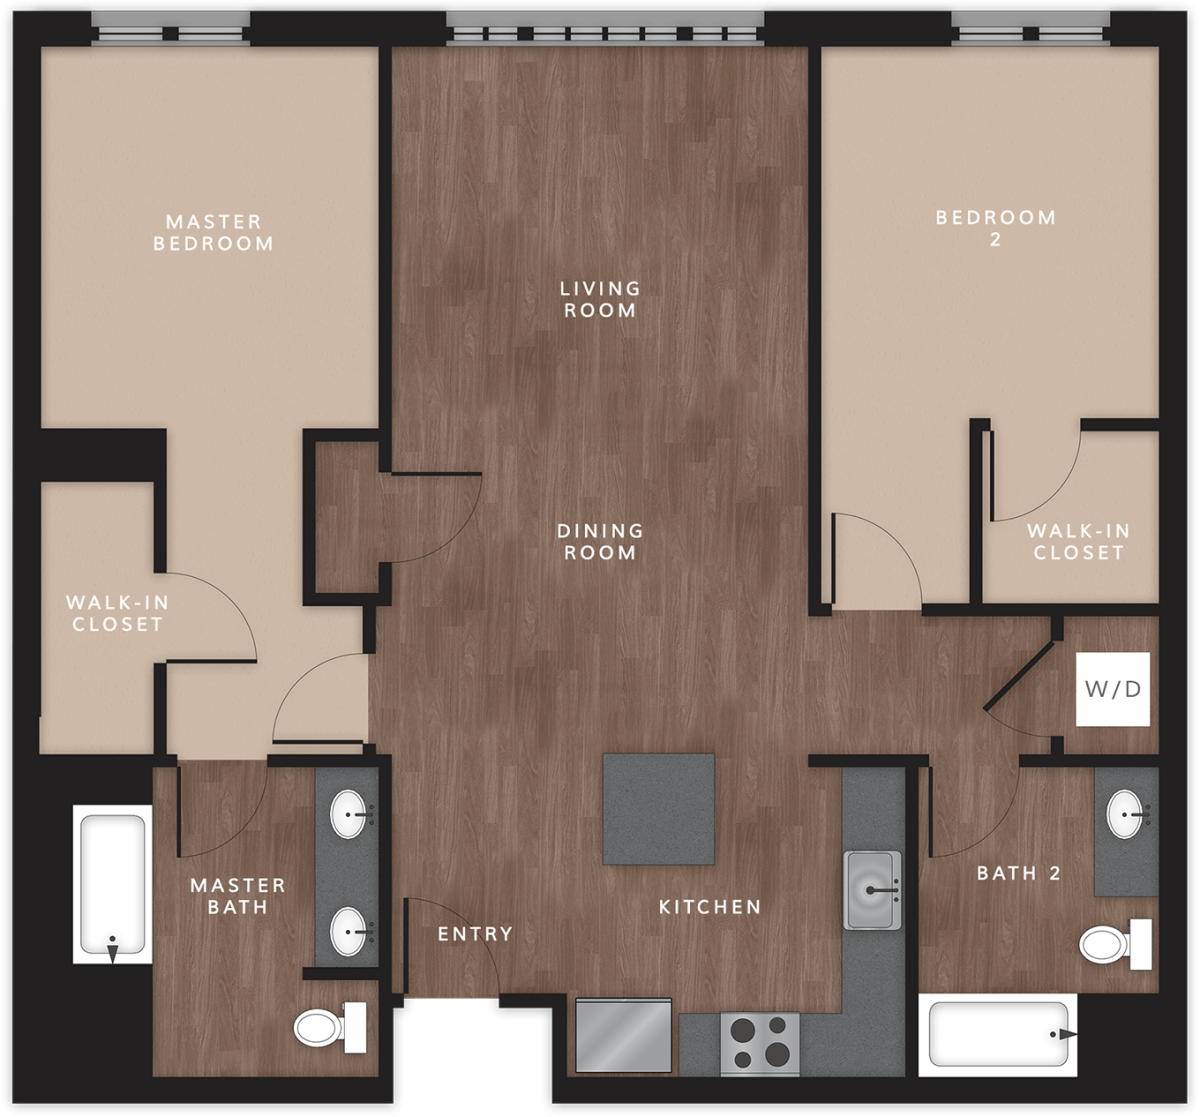 MASTER
BEDROOM
BEDROOM
2
LIVING
ROOM
DINING
ROOM
WALK-IN
CLOSET
WALK-IN
CLOSET
W/D
MASTER
BATH
BATH 2
KITCHEN
ENTRY